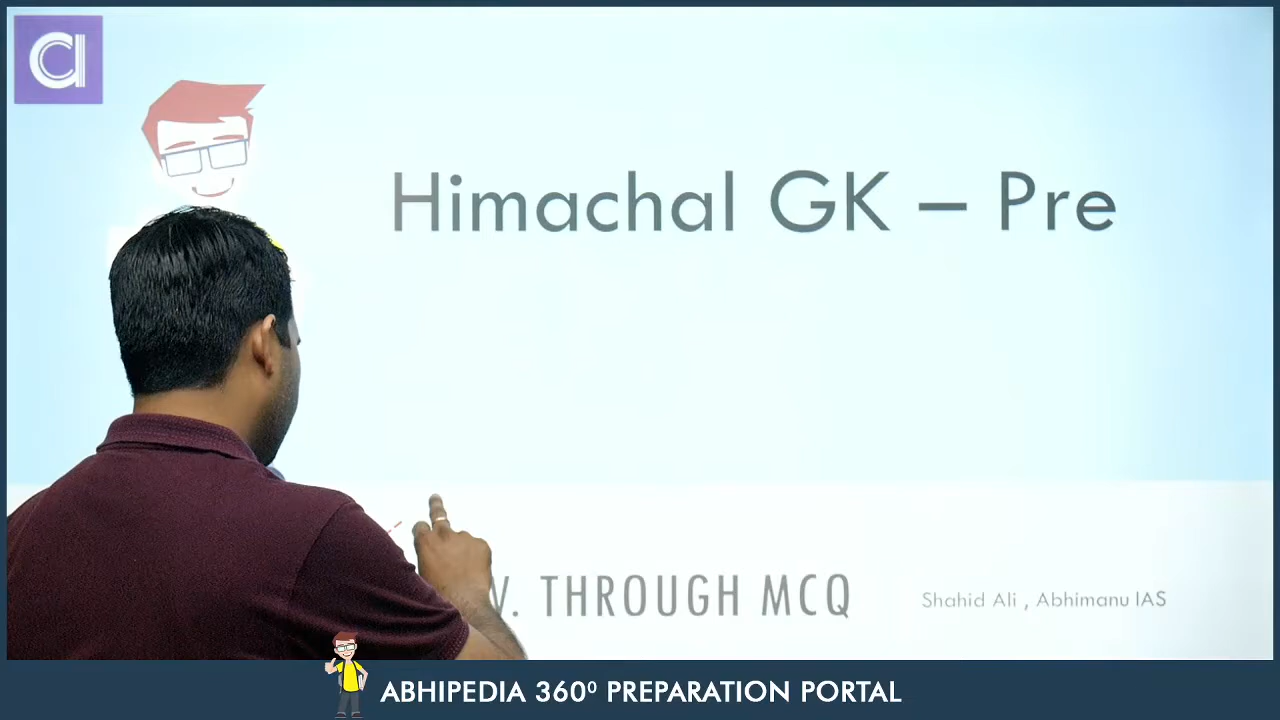 Himachal GK – Pre
THROUGH MCQ
Shahid Ali , Abhimanu IAS
ABHIPEDIA 360⁰ PREPARATION PORTAL